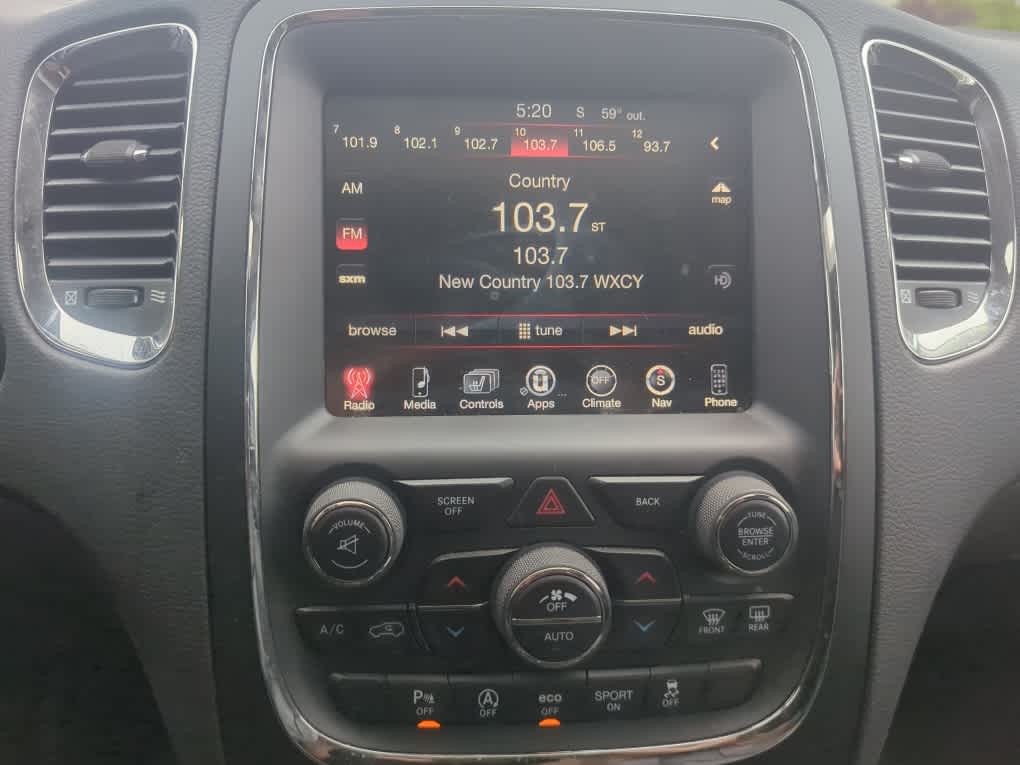 5:20 S 59° out.
7 101.9 8 102.1 9 102.7 10 103.7 11 106.5 12 93.7
AM Country
map
FM 103.7 ST
103.7
sxm New Country 103.7 WXCY HD
browse tune audio
Radio Media Controls Apps ... OFF Climate S Nav Phone
SCREEN OFF BACK
VOLUME
TUNE
BROWSE
ENTER
SCROLL
OFF
AUTO
A/C
FRONT REAR
P OFF A OFF eco OFF SPORT ON OFF